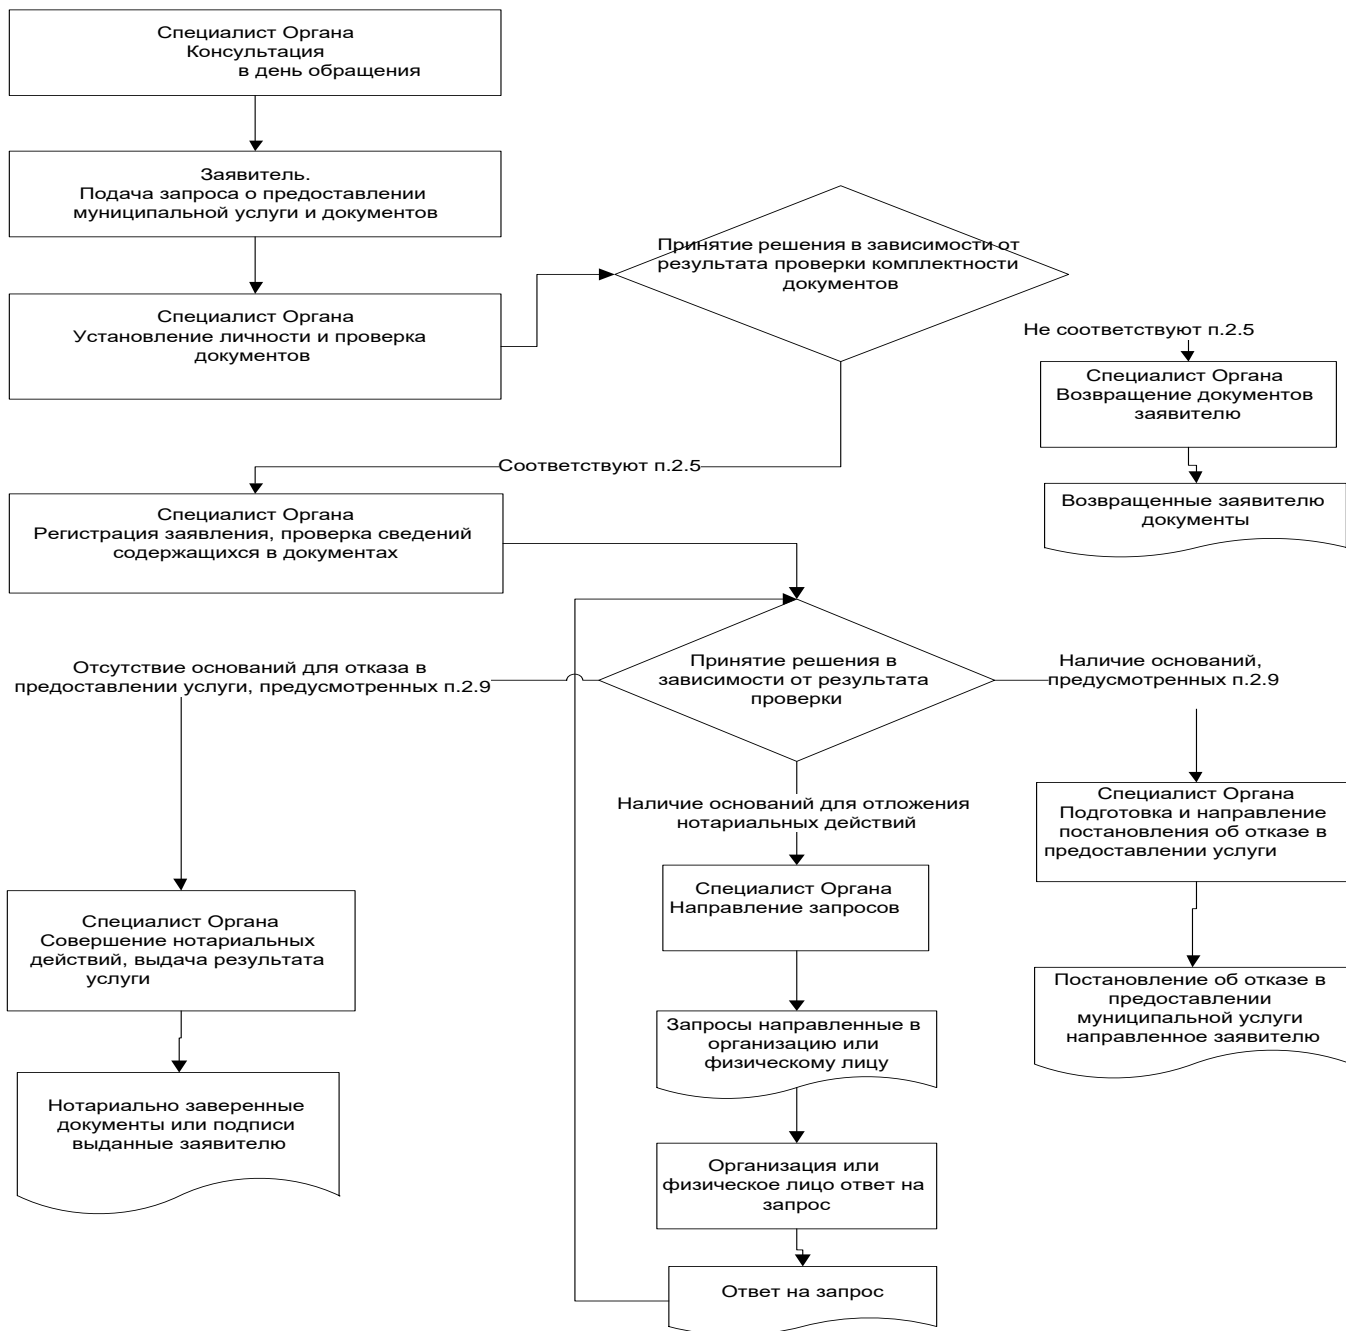 Специалист Органа
Консультация
в день обращения
Заявитель.
Подача запроса о предоставлении
муниципальной услуги и документов
Принятие решения в зависимости от
результата проверки комплектности
документов
Специалист Органа
Установление личности и проверка
документов
Не соответствуют п.2.5
Специалист Органа
Возвращение документов
заявителю
Соответствуют п.2.5
Возвращенные заявителю
документы
Специалист Органа
Регистрация заявления, проверка сведений
содержащихся в документах
Отсутствие оснований для отказа в
предоставлении услуги, предусмотренных п.2.9
Принятие решения в
зависимости от результата
проверки
Наличие оснований,
предусмотренных п.2.9
Наличие оснований для отложения
нотариальных действий
Специалист Органа
Подготовка и направление
постановления об отказе в
предоставлении услуги
Специалист Органа
Направление запросов
Специалист Органа
Совершение нотариальных
действий, выдача результата
услуги
Постановление об отказе в
предоставлении
муниципальной услуги
направленное заявителю
Запросы направленные в
организацию или
физическому лицу
Нотариально заверенные
документы или подписи
выданные заявителю
Организация или
физическое лицо ответ на
запрос
Ответ на запрос